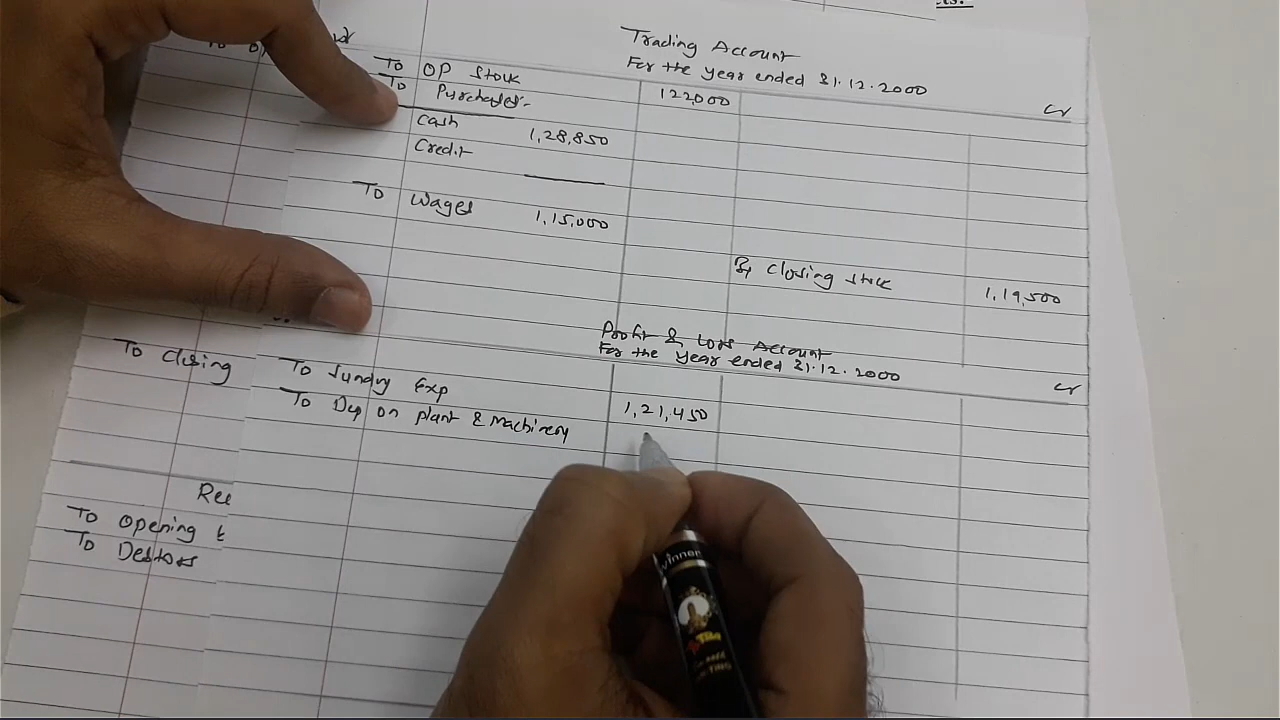 Trading Account
For the year ended 31.12.2000
Cr
To OP Stock 122000
To Purchases:-
Cash 1,28,850
Credit
To Wages 1,15,000
By Closing Stock 1,19,500
Profit & Loss Account
For the year ended 31.12.2000
Cr
To Closing
To Sundry Exp 1,21,450
To Dep on plant & Machinery
Rec
To Opening
To Debtors
vinner